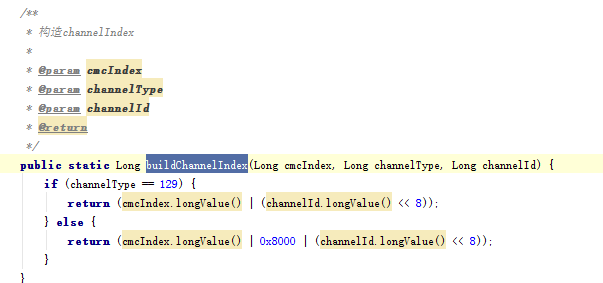 /**
 * 构造channelIndex
 *
 * @param cmcIndex
 * @param channelType
 * @param channelId
 * @return
 */
public static Long buildChannelIndex(Long cmcIndex, Long channelType, Long channelId) {
    if (channelType == 129) {
        return (cmcIndex.longValue() | (channelId.longValue() << 8));
    } else {
        return (cmcIndex.longValue() | 0x8000 | (channelId.longValue() << 8));
    }
}